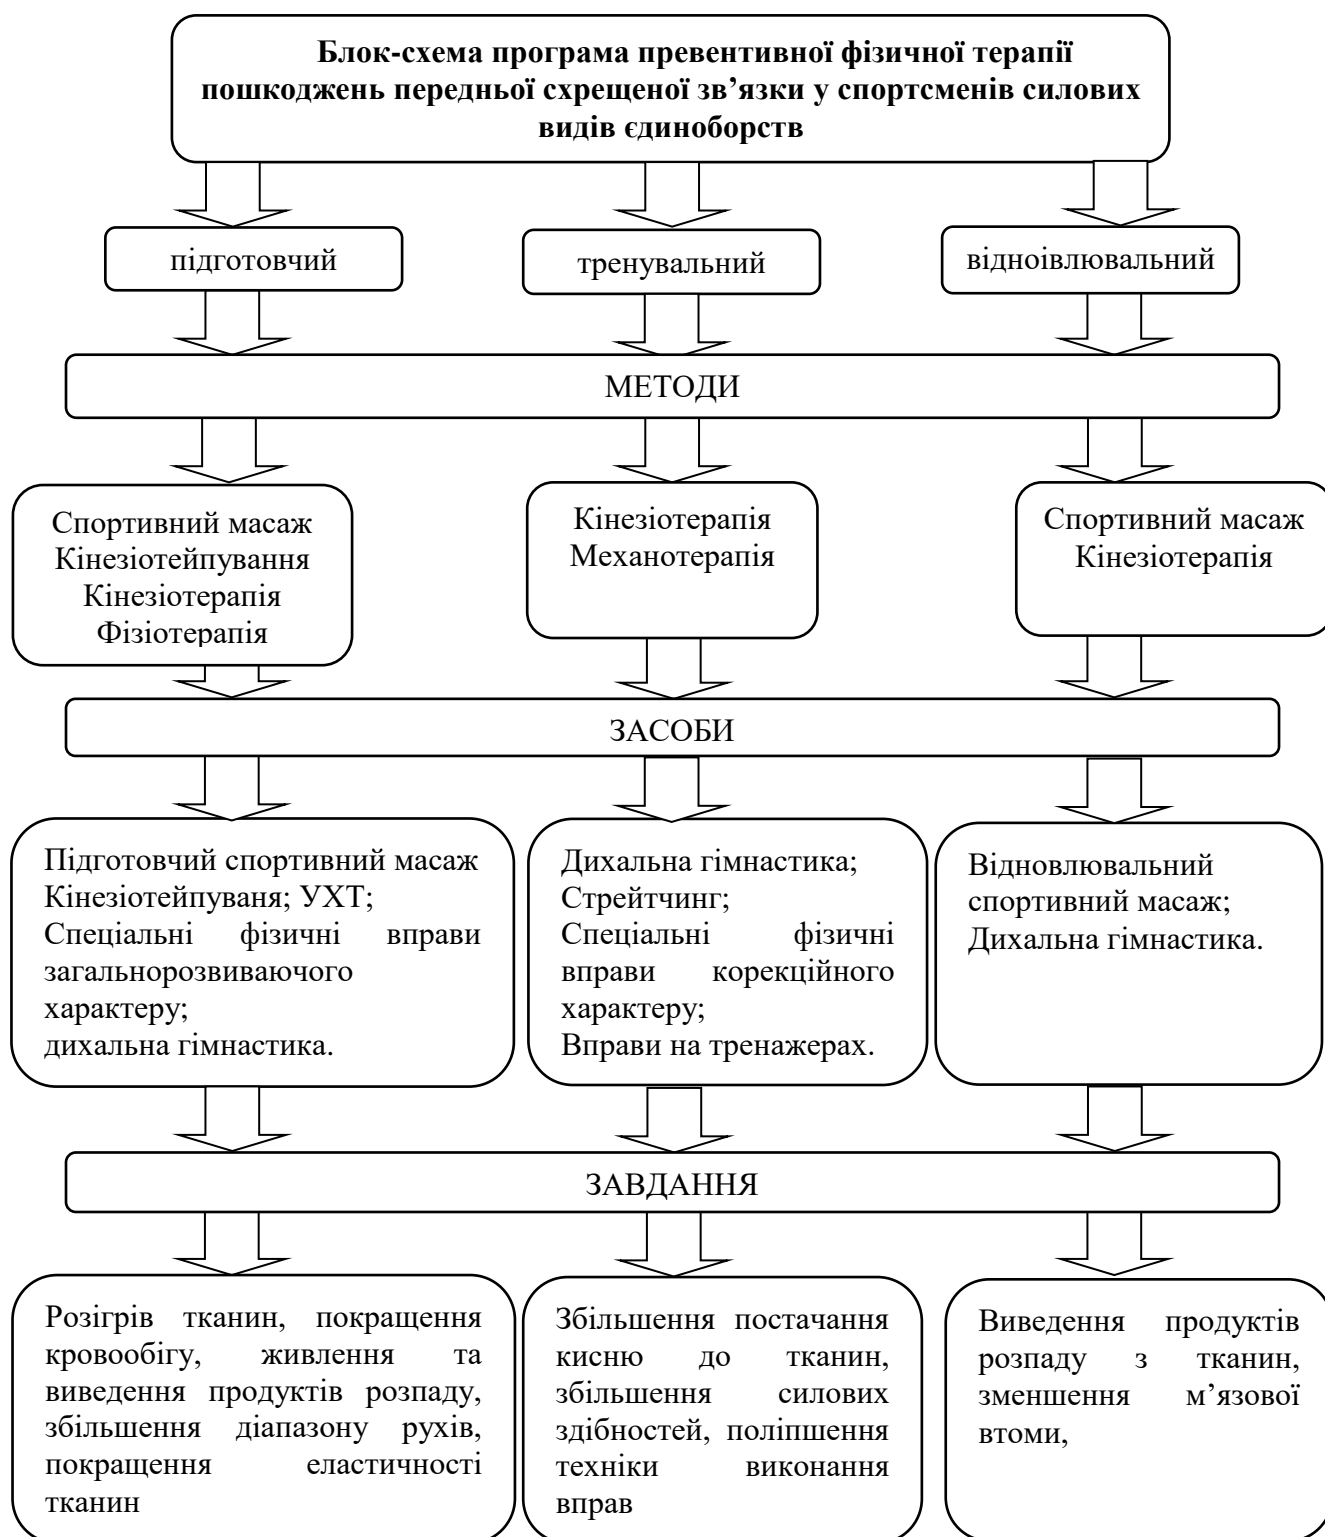 Блок-схема програма превентивної фізичної терапії
пошкоджень передньої схрещеної зв’язки у спортсменів силових
видів єдиноборств
підготовчий
тренувальний
відноівлювальний
МЕТОДИ
Спортивний масаж
Кінезіотейпування
Кінезіотерапія
Фізіотерапія
Кінезіотерапія
Механотерапія
Спортивний масаж
Кінезіотерапія
ЗАСОБИ
Підготовчий спортивний масаж
Кінезіотейпуваня; УХТ;
Спеціальні фізичні вправи
загальнорозвиваючого
характеру;
дихальна гімнастика.
Дихальна гімнастика;
Стрейтчинг;
Спеціальні фізичні
вправи корекційного
характеру;
Вправи на тренажерах.
Відновлювальний
спортивний масаж;
Дихальна гімнастика.
ЗАВДАННЯ
Розігрів тканин, покращення
кровообігу, живлення та
виведення продуктів розпаду,
збільшення діапазону рухів,
покращення еластичності
тканин
Збільшення постачання
кисню до тканин,
збільшення силових
здібностей, поліпшення
техніки виконання
вправ
Виведення продуктів
розпаду з тканин,
зменшення м’язової
втоми,